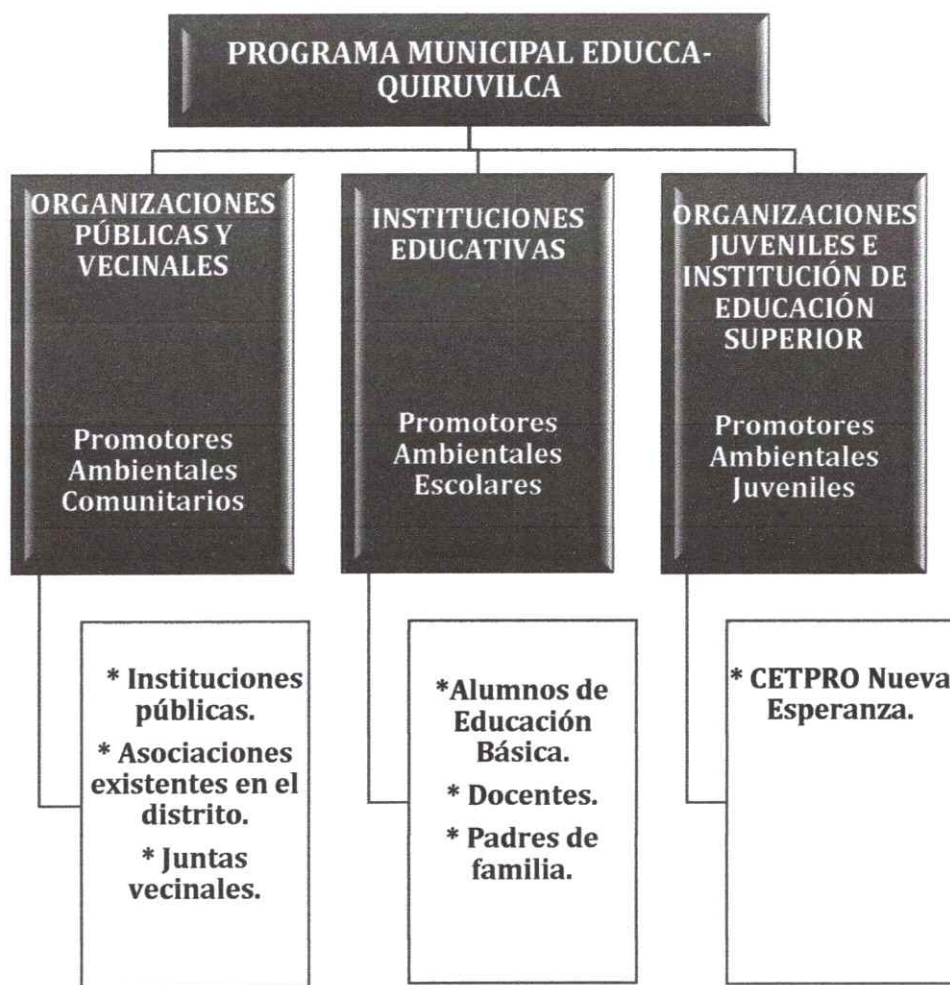 PROGRAMA MUNICIPAL EDUCCA-
QUIRUVILCA
ORGANIZACIONES
PÚBLICAS Y
VECINALES
Promotores
Ambientales
Comunitarios
INSTITUCIONES
EDUCATIVAS
Promotores
Ambientales
Escolares
ORGANIZACIONES
JUVENILES E
INSTITUCIÓN DE
EDUCACIÓN
SUPERIOR
Promotores
Ambientales
Juveniles
* Instituciones
públicas.
* Asociaciones
existentes en el
distrito.
* Juntas
vecinales.
*Alumnos de
Educación
Básica.
* Docentes.
* Padres de
familia.
* CETPRO Nueva
Esperanza.